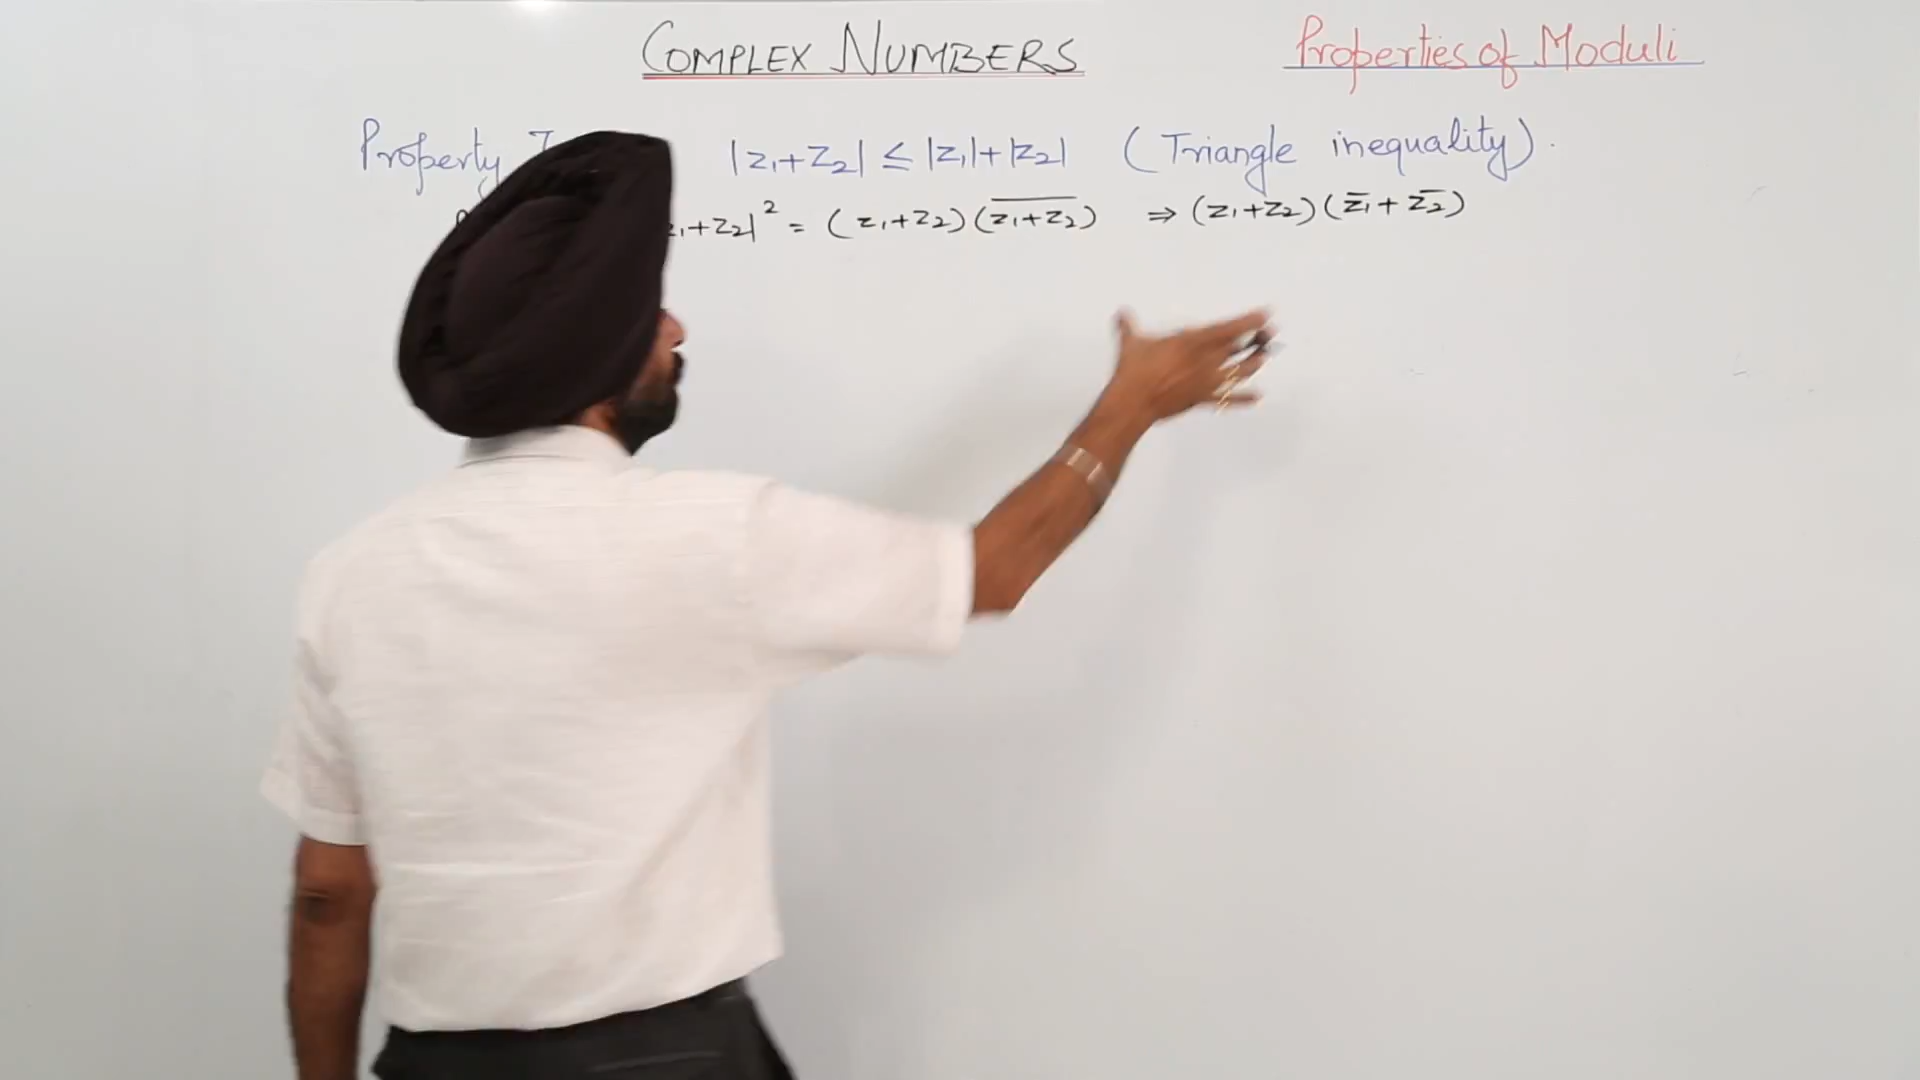 COMPLEX NUMBERS
Properties of Moduli
Property I |z₁+z₂| ≤ |z₁|+|z₂| (Triangle inequality).
z₁+z₂|² = (z₁+z₂)(\overline{z₁+z₂}) ⇒ (z₁+z₂)(z̄₁+z̄₂)